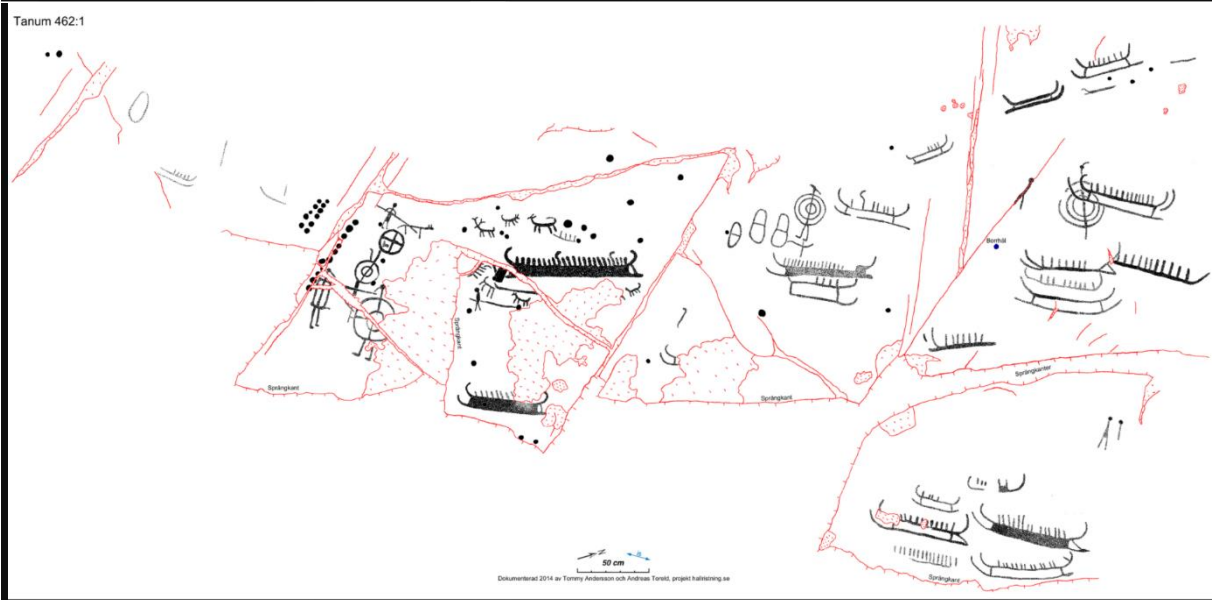 Tanum 462:1
Borrhål
Sprängkant
Sprängkant
Sprängkant
Sprängkanter
Sprängkant
N
50 cm
Dokumenterad 2014 av Tommy Andersson och Andreas Toreld, projekt hallristning.se